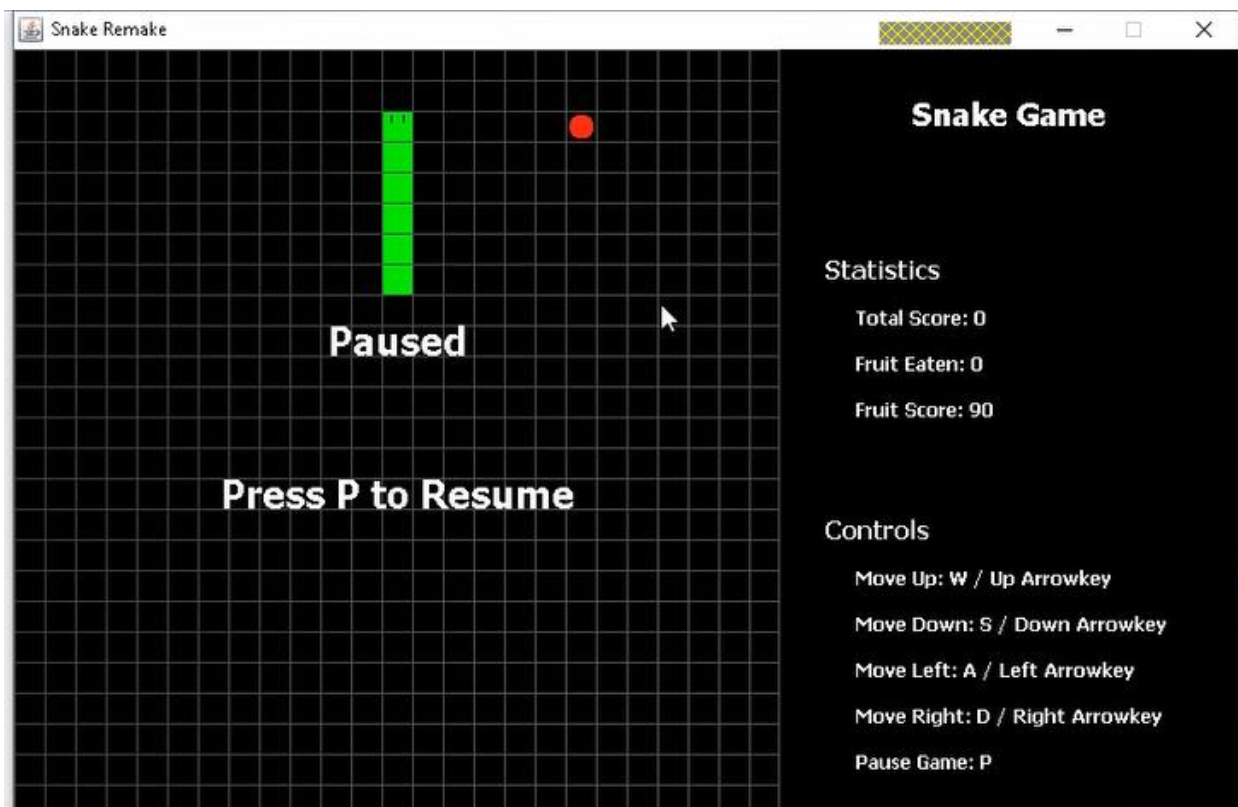 Snake Remake
Snake Game
Paused
Press P to Resume
Statistics
Total Score: 0
Fruit Eaten: 0
Fruit Score: 90
Controls
Move Up: W / Up Arrowkey
Move Down: S / Down Arrowkey
Move Left: A / Left Arrowkey
Move Right: D / Right Arrowkey
Pause Game: P